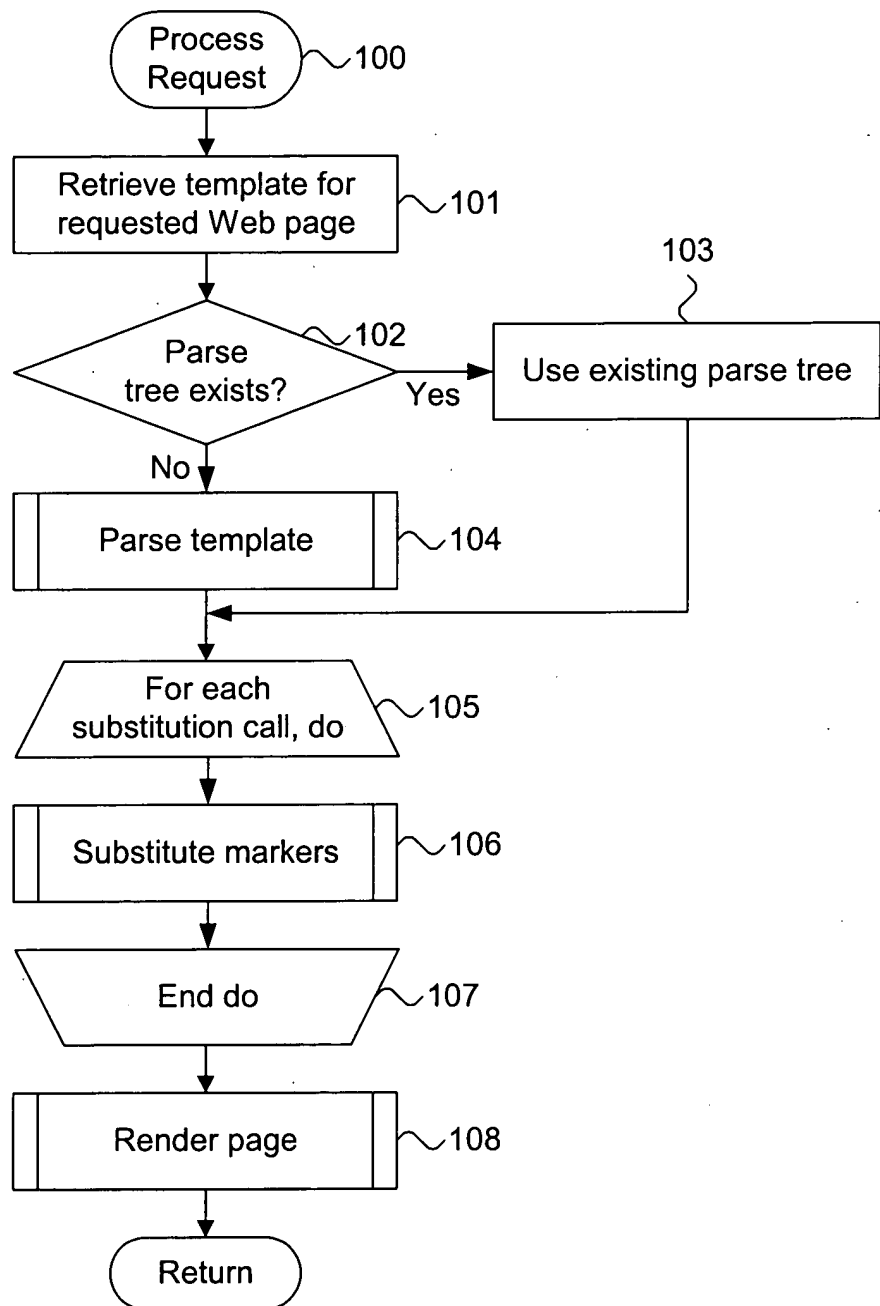 Process
Request
100
Retrieve template for
requested Web page
101
103
102
Parse
tree exists?
Yes
Use existing parse tree
No
Parse template
104
For each
substitution call, do
105
Substitute markers
106
End do
107
Render page
108
Return